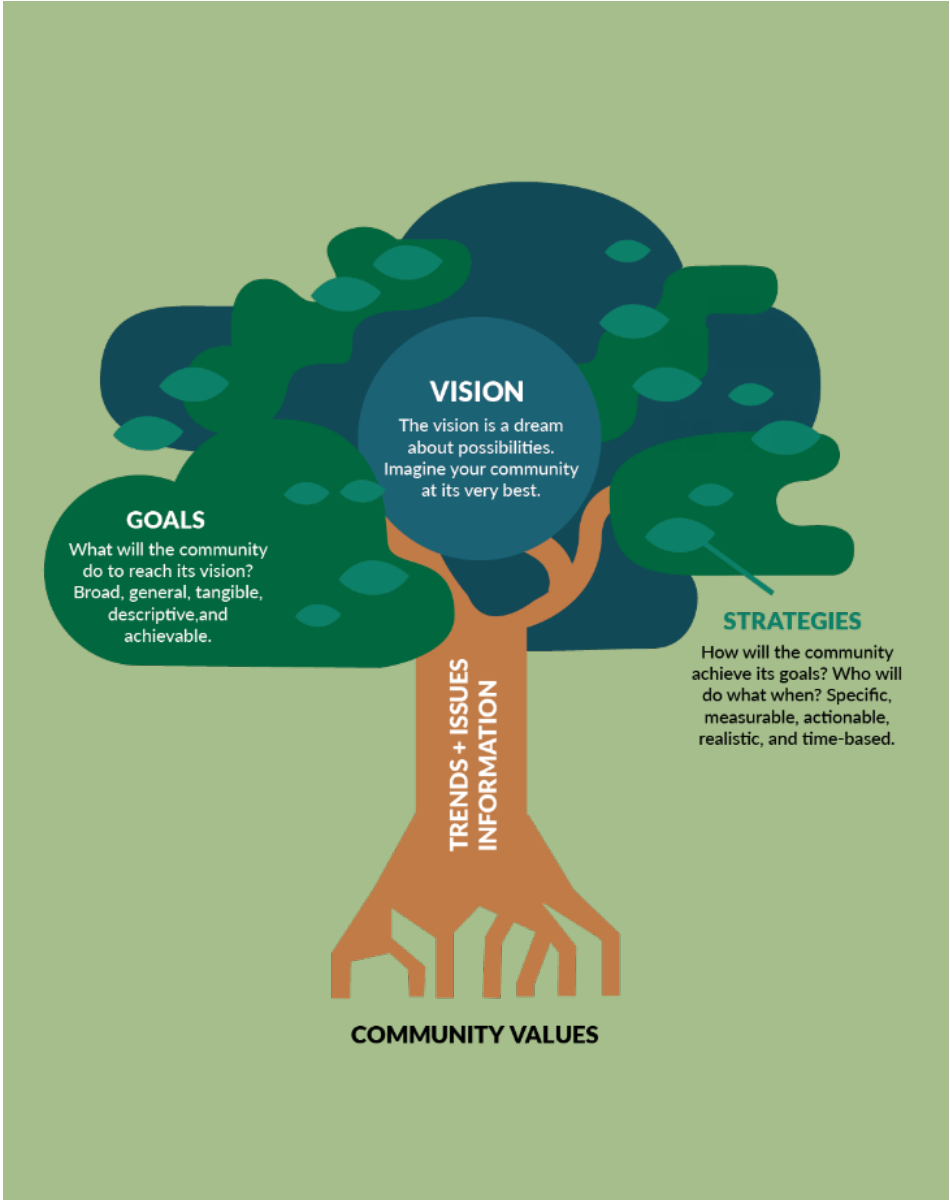 VISION
The vision is a dream
about possibilities.
Imagine your community
at its very best.
GOALS
What will the community
do to reach its vision?
Broad, general, tangible,
descriptive,and
achievable.
STRATEGIES
How will the community
achieve its goals? Who will
do what when? Specific,
measurable, actionable,
realistic, and time-based.
TRENDS + ISSUES
INFORMATION
COMMUNITY VALUES